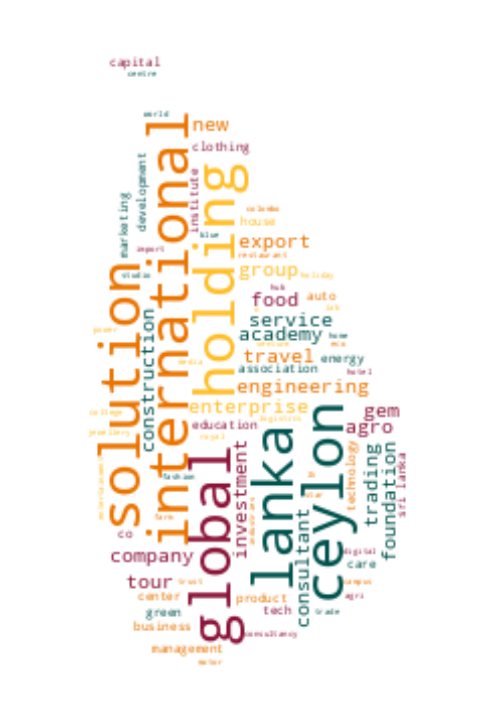 capital
centre
world
international
new
clothing
development
institute
holding
marketing
colombo
house
blue
import
export
restaurant
solution
studio
group
holiday
hub
food
auto
construction
service
power
academy
home
travel
energy
media
association
hotel
engineering
enterprise
college
gem
logistics
education
agro
jewellery
royal
global
lanka
ceylon
investment
technology
trading
foundation
sri lanka
entertainment
fashion
star
consultant
farm
co
company
digital
care
tour
trust
campus
center
product
agri
green
tech
trade
business
consultancy
management
motor